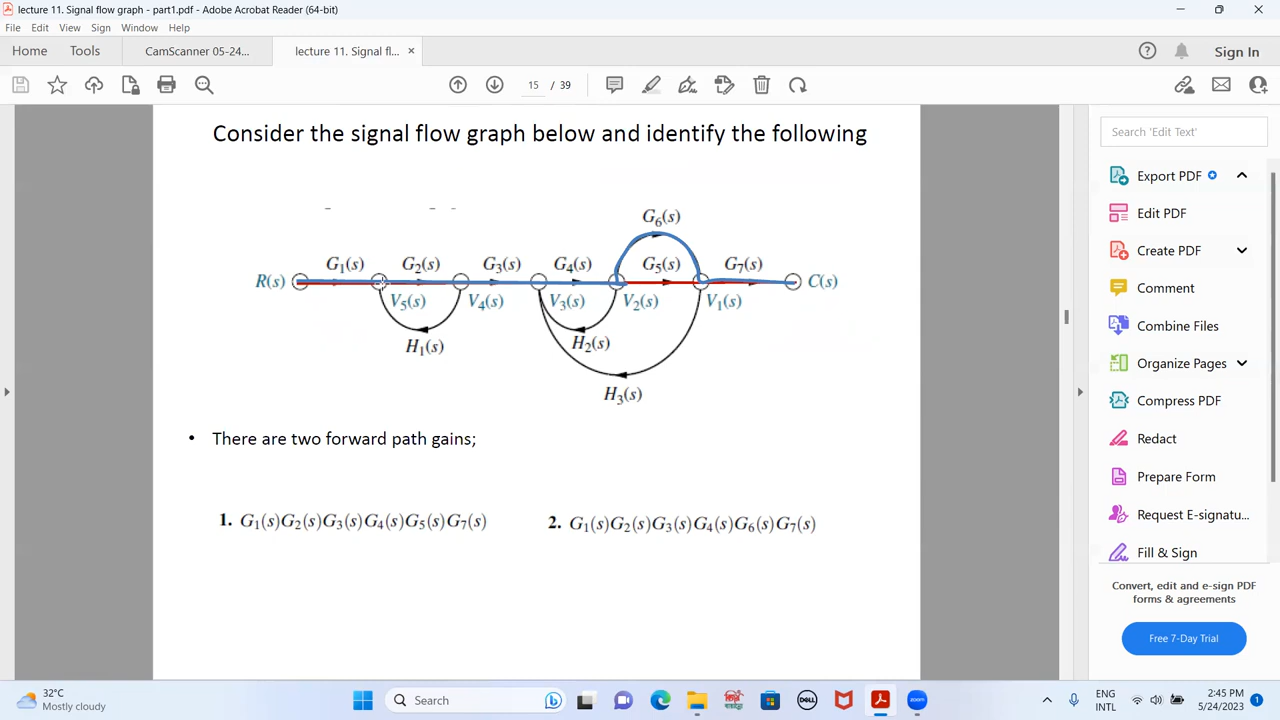 lecture 11. Signal flow graph - part1.pdf - Adobe Acrobat Reader (64-bit)
File Edit View Sign Window Help
Home Tools CamScanner 05-24... lecture 11. Signal fl... × Sign In
15 / 39
Search 'Edit Text'
Consider the signal flow graph below and identify the following
G6(s)
G1(s) G2(s) G3(s) G4(s) G5(s) G7(s)
R(s) C(s)
V5(s) V4(s) V3(s) V2(s) V1(s)
H1(s) H2(s)
H3(s)
• There are two forward path gains;
1. G1(s)G2(s)G3(s)G4(s)G5(s)G7(s) 2. G1(s)G2(s)G3(s)G4(s)G6(s)G7(s)
Export PDF
Edit PDF
Create PDF
Comment
Combine Files
Organize Pages
Compress PDF
Redact
Prepare Form
Request E-signatu...
Fill & Sign
Convert, edit and e-sign PDF
forms & agreements
Free 7-Day Trial
32°C
Mostly cloudy
Search
DELL
zoom
ENG
INTL
2:45 PM
5/24/2023
1